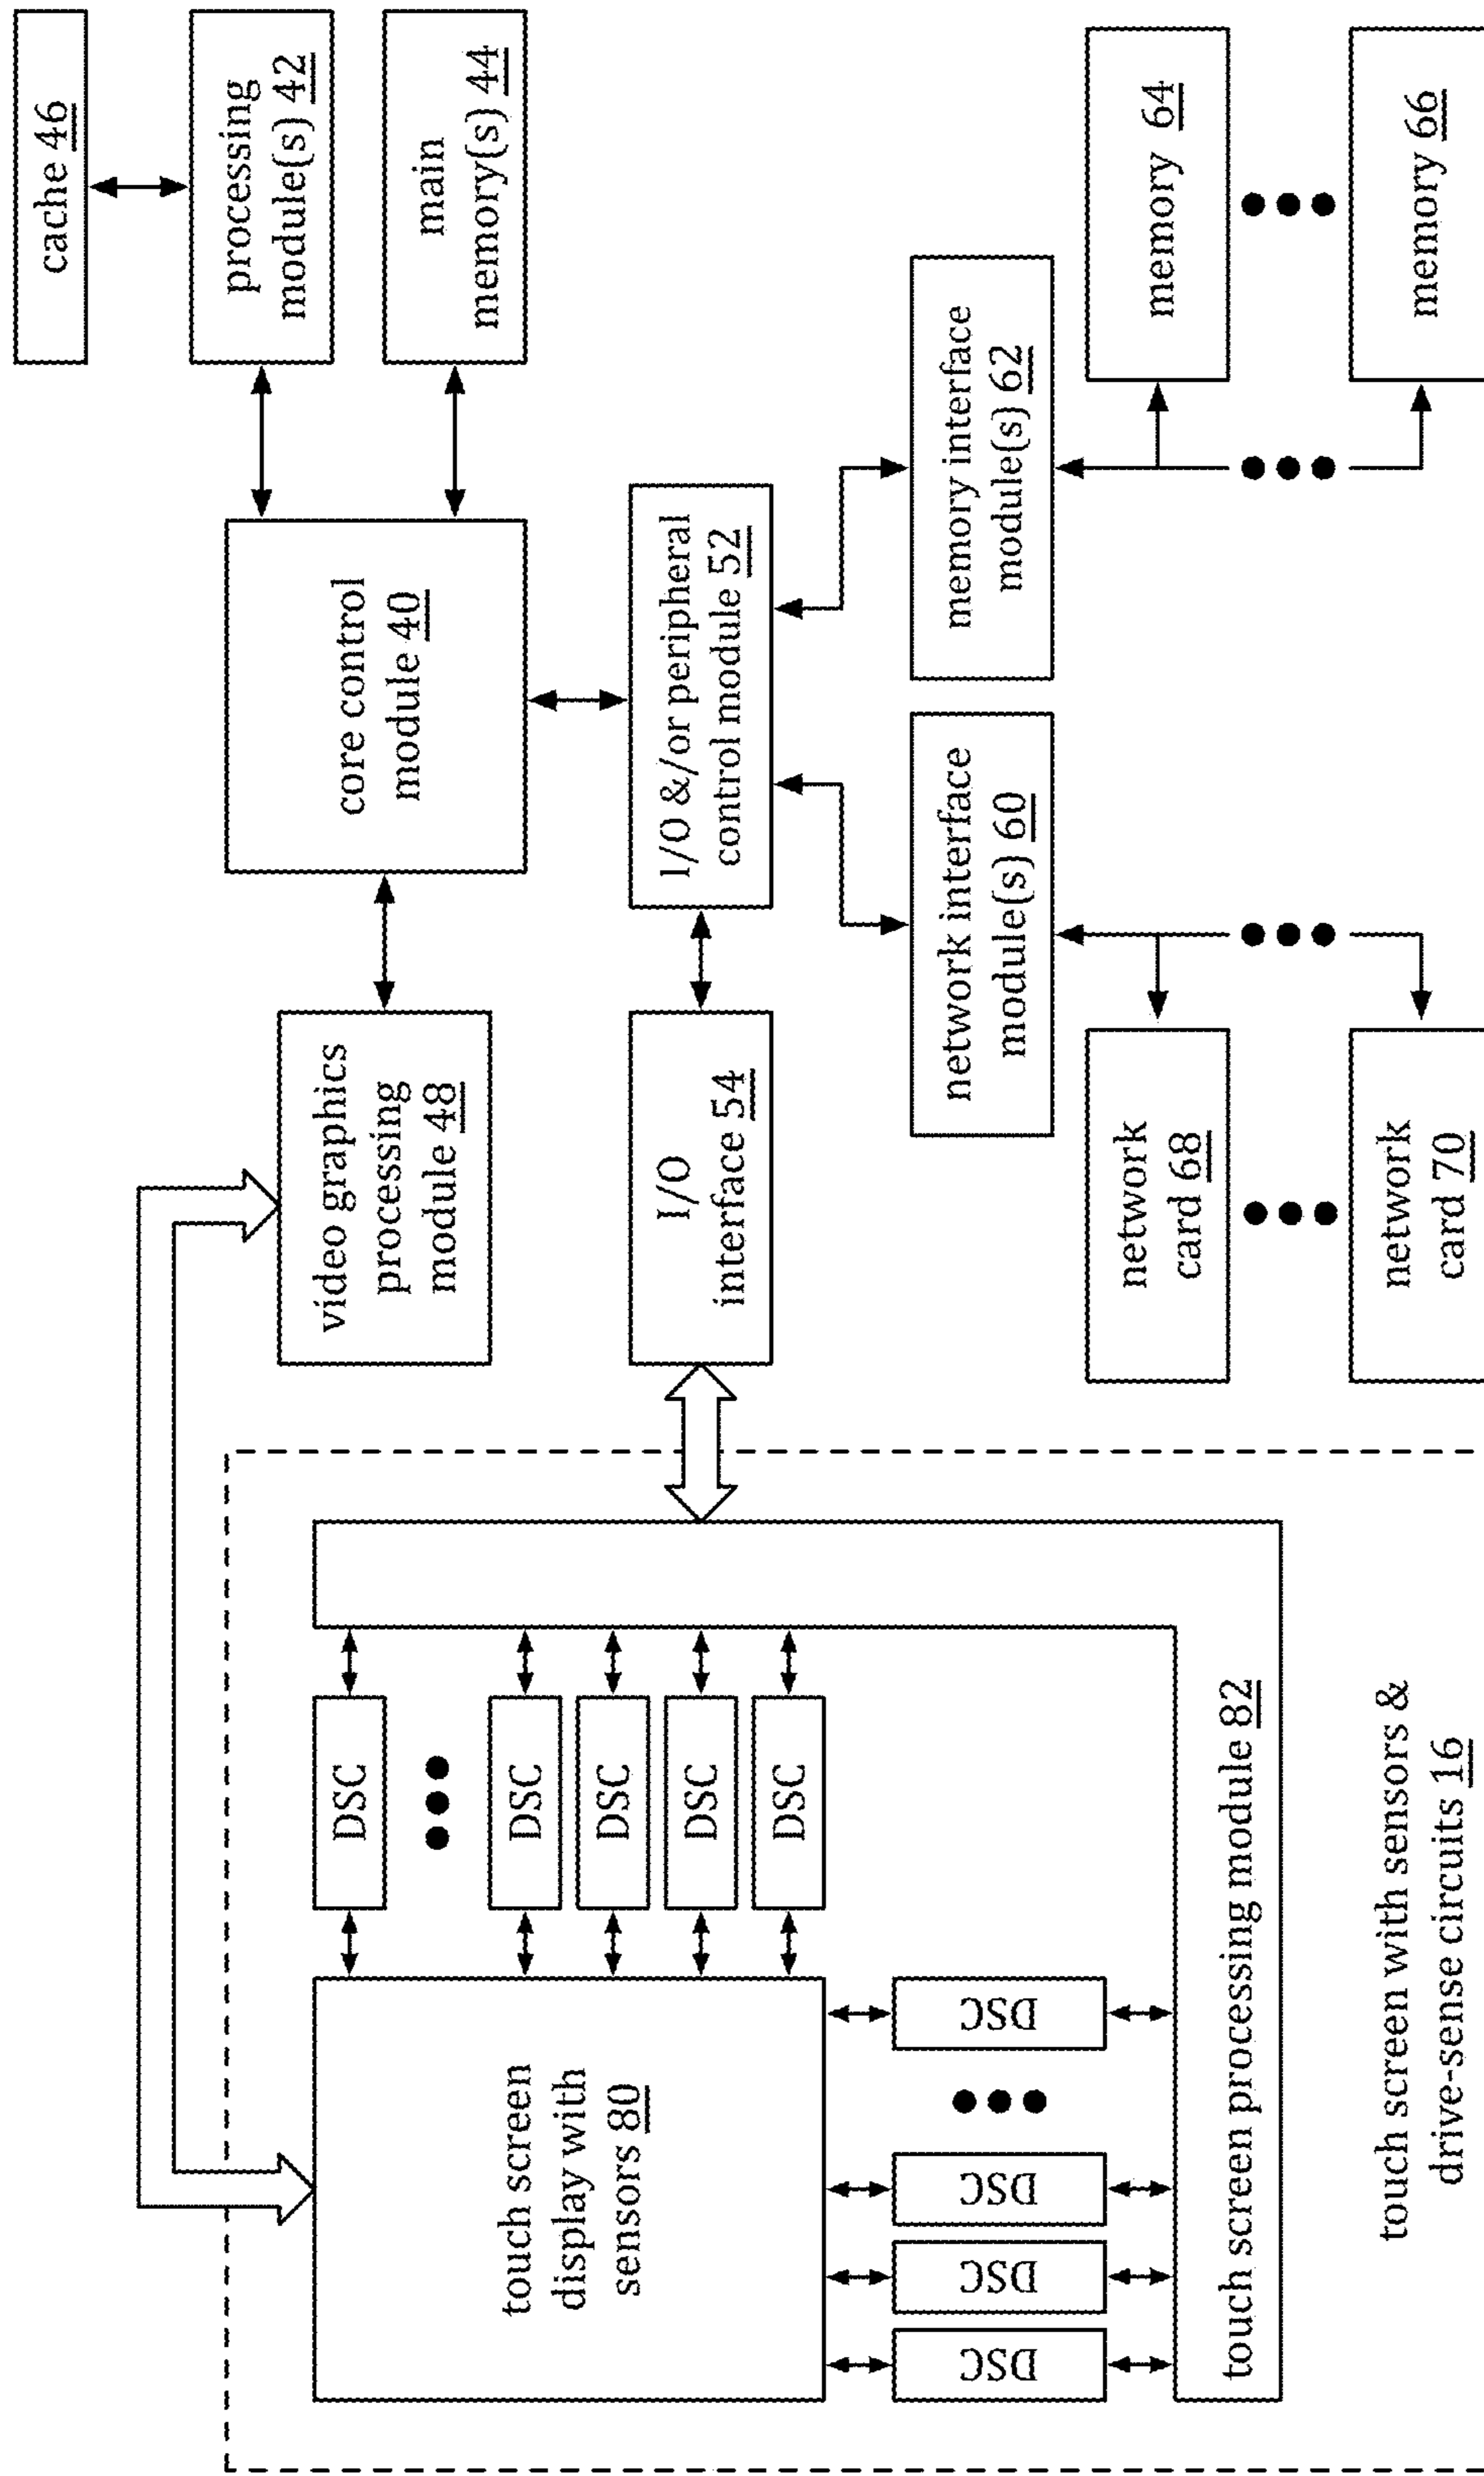 cache 46
processing
module(s) 42
main
memory(s) 44
core control
module 40
video graphics
processing
module 48
I/O &/or peripheral
control module 52
I/O
interface 54
memory interface
module(s) 62
network interface
module(s) 60
memory 64
memory 66
network
card 68
network
card 70
touch screen
display with
sensors 80
DSC
DSC
DSC
DSC
DSC
DSC
DSC
DSC
DSC
touch screen processing module 82
touch screen with sensors &
drive-sense circuits 16